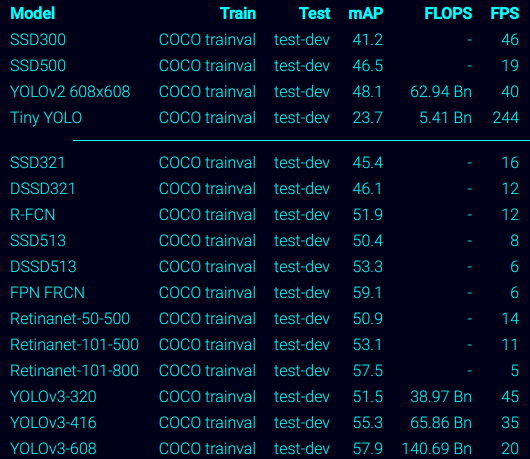 Model Train Test mAP FLOPS FPS
SSD300 COCO trainval test-dev 41.2 - 46
SSD500 COCO trainval test-dev 46.5 - 19
YOLOv2 608x608 COCO trainval test-dev 48.1 62.94 Bn 40
Tiny YOLO COCO trainval test-dev 23.7 5.41 Bn 244
SSD321 COCO trainval test-dev 45.4 - 16
DSSD321 COCO trainval test-dev 46.1 - 12
R-FCN COCO trainval test-dev 51.9 - 12
SSD513 COCO trainval test-dev 50.4 - 8
DSSD513 COCO trainval test-dev 53.3 - 6
FPN FRCN COCO trainval test-dev 59.1 - 6
Retinanet-50-500 COCO trainval test-dev 50.9 - 14
Retinanet-101-500 COCO trainval test-dev 53.1 - 11
Retinanet-101-800 COCO trainval test-dev 57.5 - 5
YOLOv3-320 COCO trainval test-dev 51.5 38.97 Bn 45
YOLOv3-416 COCO trainval test-dev 55.3 65.86 Bn 35
YOLOv3-608 COCO trainval test-dev 57.9 140.69 Bn 20